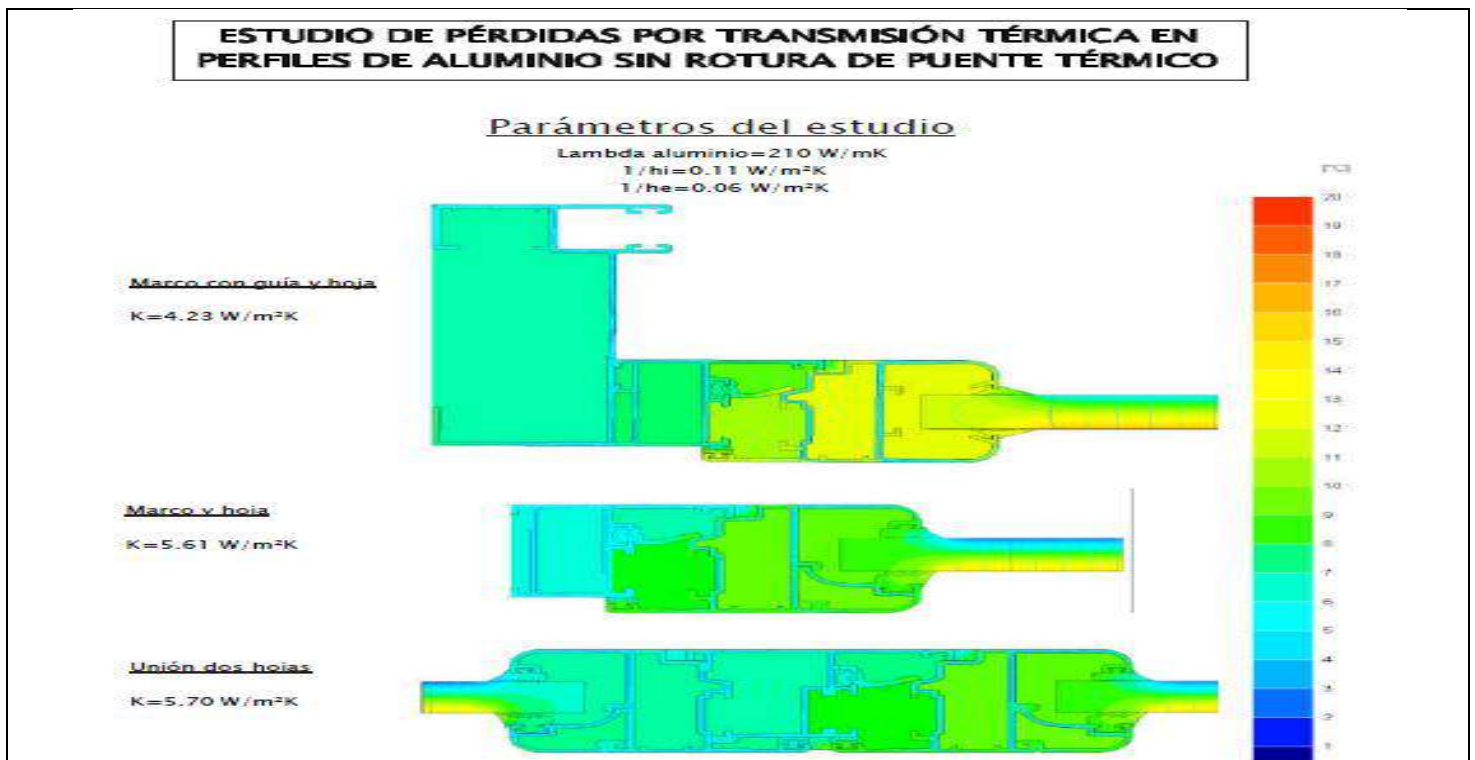 ESTUDIO DE PÉRDIDAS POR TRANSMISIÓN TÉRMICA EN
PERFILES DE ALUMINIO SIN ROTURA DE PUENTE TÉRMICO
Parámetros del estudio
Lambda aluminio=210 W/mK
1/hi=0.11 W/m²K
1/he=0.06 W/m²K
[°C]
Marco con guía y hoja
K=4.23 W/m²K
Marco y hoja
K=5.61 W/m²K
Unión dos hojas
K=5.70 W/m²K
20
19
18
17
16
15
14
13
12
11
10
9
8
7
6
5
4
3
2
1